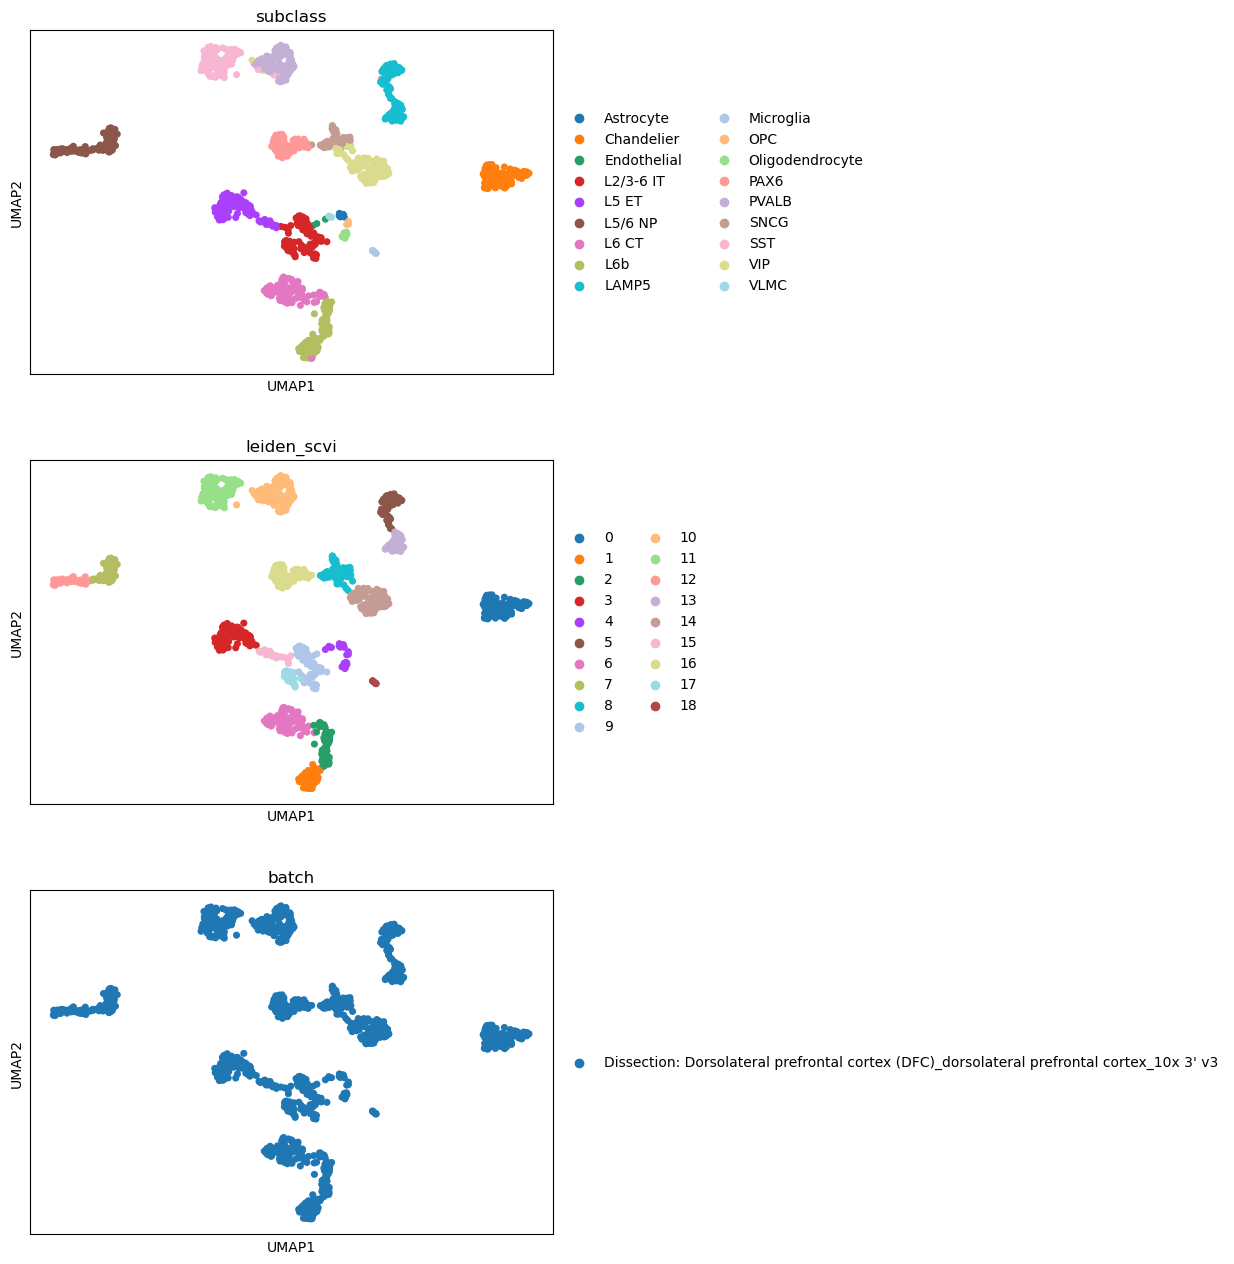 subclass
UMAP2
UMAP1
Astrocyte
Chandelier
Endothelial
L2/3-6 IT
L5 ET
L5/6 NP
L6 CT
L6b
LAMP5
Microglia
OPC
Oligodendrocyte
PAX6
PVALB
SNCG
SST
VIP
VLMC
leiden_scvi
UMAP2
UMAP1
0
1
2
3
4
5
6
7
8
9
10
11
12
13
14
15
16
17
18
batch
UMAP2
UMAP1
Dissection: Dorsolateral prefrontal cortex (DFC)_dorsolateral prefrontal cortex_10x 3' v3